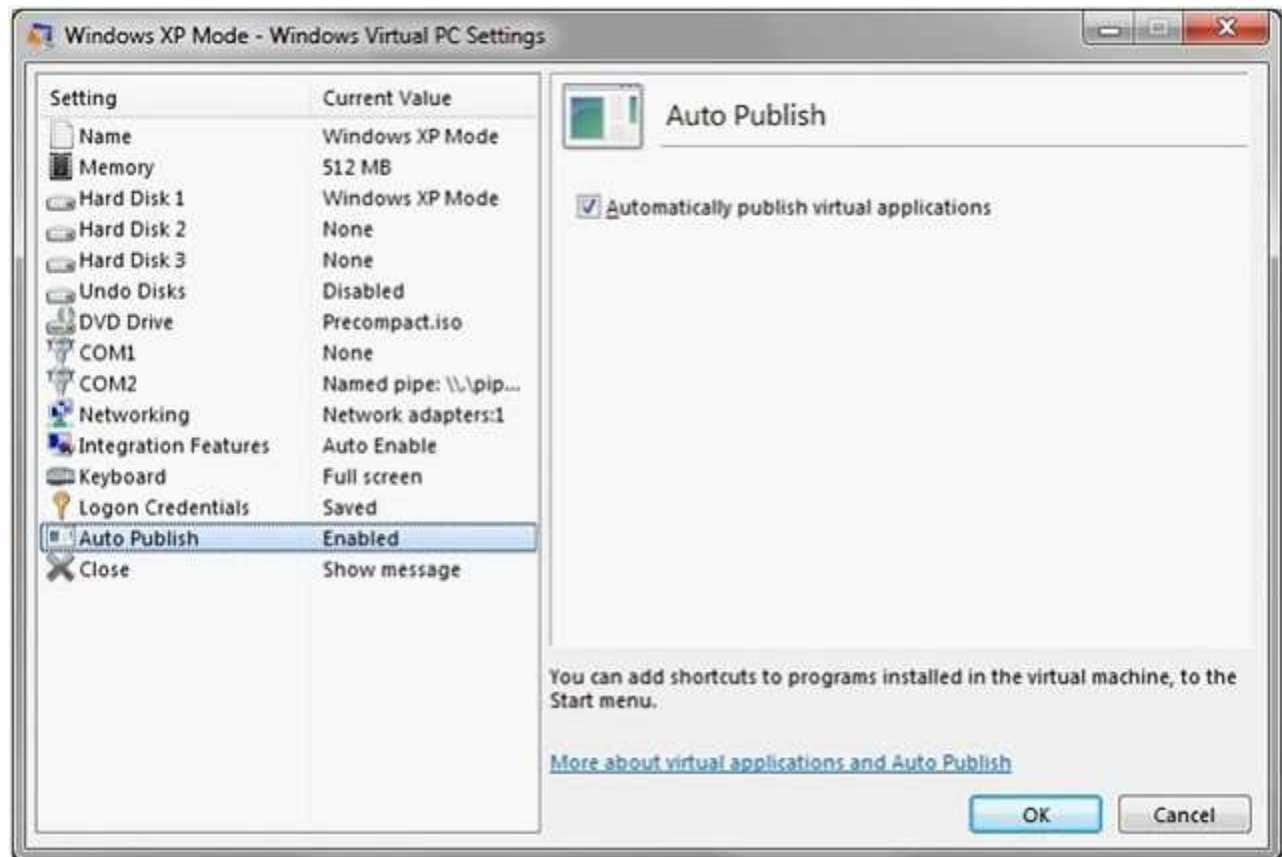 Windows XP Mode - Windows Virtual PC Settings
Setting Current Value
Name Windows XP Mode
Memory 512 MB
Hard Disk 1 Windows XP Mode
Hard Disk 2 None
Hard Disk 3 None
Undo Disks Disabled
DVD Drive Precompact.iso
COM1 None
COM2 Named pipe: \\.\pip...
Networking Network adapters:1
Integration Features Auto Enable
Keyboard Full screen
Logon Credentials Saved
Auto Publish Enabled
Close Show message
Auto Publish
Automatically publish virtual applications
You can add shortcuts to programs installed in the virtual machine, to the
Start menu.
More about virtual applications and Auto Publish
OK Cancel